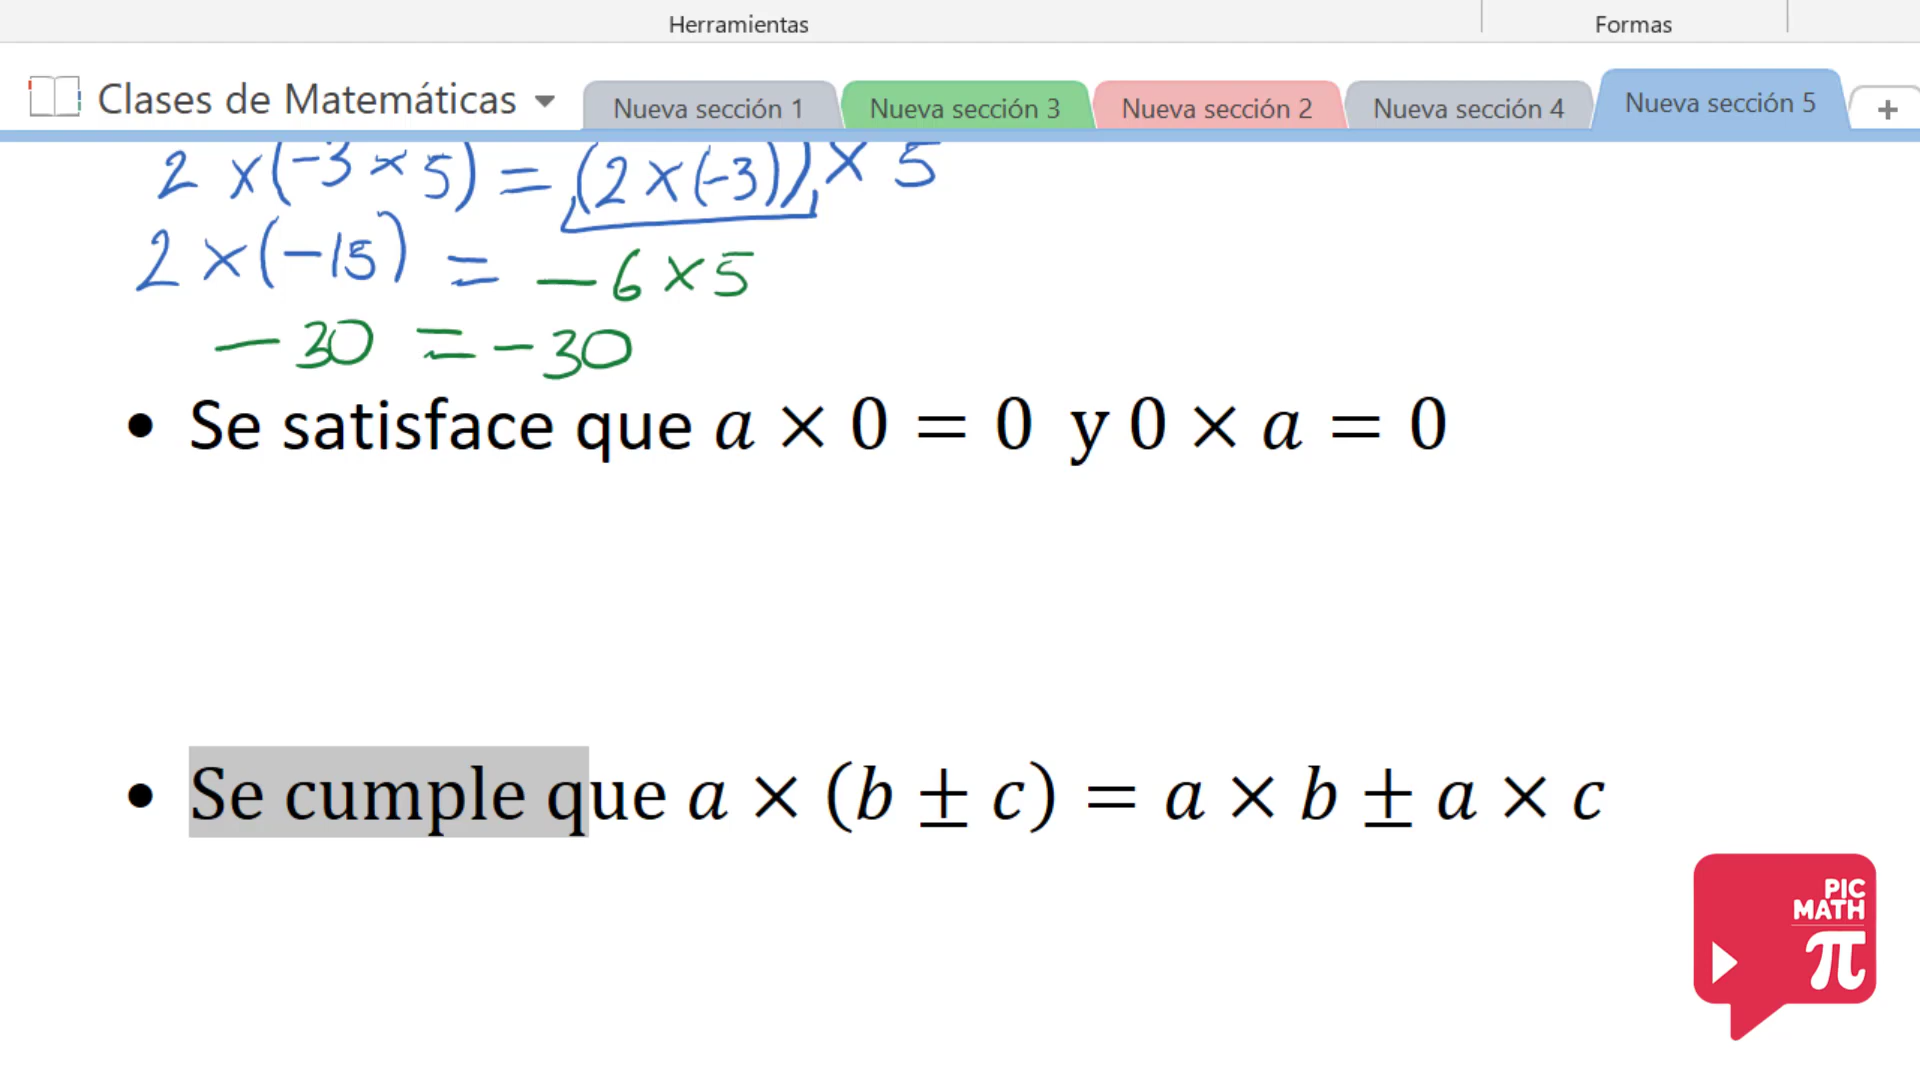 Herramientas
Formas
Clases de Matemáticas
Nueva sección 1
Nueva sección 3
Nueva sección 2
Nueva sección 4
Nueva sección 5
+
2 × (-3 × 5) = (2 × (-3)) × 5
2 × (-15) = -6 × 5
-30 = -30
• Se satisface que a × 0 = 0 y 0 × a = 0
• Se cumple que a × (b ± c) = a × b ± a × c
PIC
MATH
π